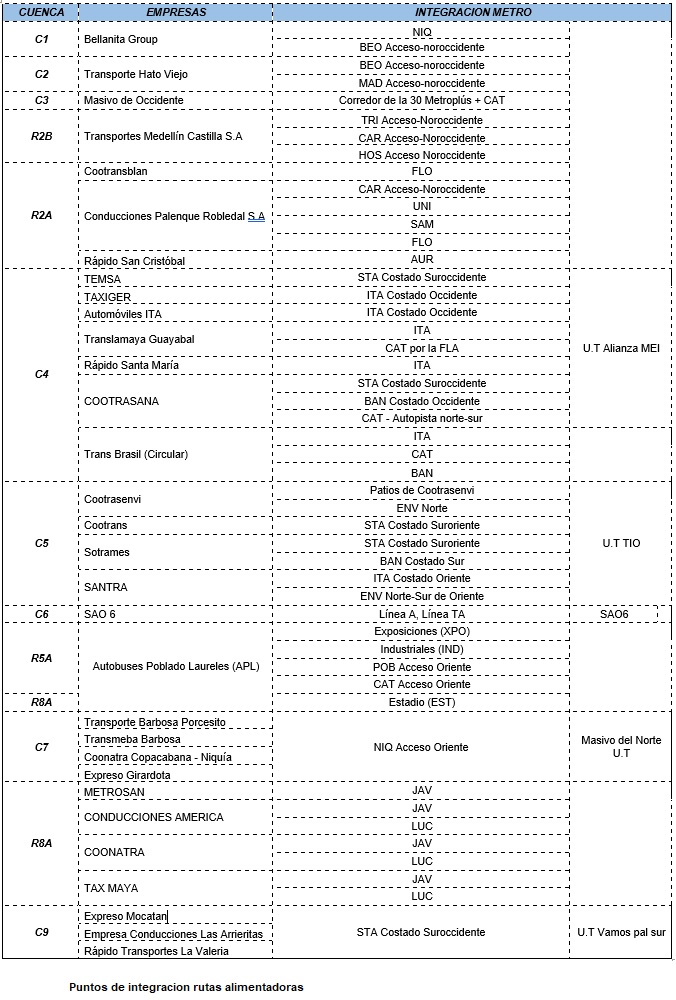 CUENCA EMPRESAS INTEGRACION METRO
C1 Bellanita Group NIQ
BEO Acceso-noroccidente
C2 Transporte Hato Viejo BEO Acceso-noroccidente
MAD Acceso-noroccidente
C3 Masivo de Occidente Corredor de la 30 Metroplús + CAT
R2B Transportes Medellín Castilla S.A TRI Acceso-Noroccidente
CAR Acceso-Noroccidente
HOS Acceso Noroccidente
R2A Cootransblan FLO
Conducciones Palenque Robledal S.A CAR Acceso-Noroccidente
UNI
SAM
FLO
Rápido San Cristóbal AUR
C4 TEMSA STA Costado Suroccidente U.T Alianza MEI
TAXIGER ITA Costado Occidente
Automóviles ITA ITA Costado Occidente
Translamaya Guayabal ITA
CAT por la FLA
Rápido Santa María ITA
COOTRASANA STA Costado Suroccidente
BAN Costado Occidente
CAT - Autopista norte-sur
Trans Brasil (Circular) ITA
CAT
BAN
C5 Cootrasenvi Patios de Cootrasenvi U.T TIO
ENV Norte
Cootrans STA Costado Suroriente
Sotrames STA Costado Suroriente
BAN Costado Sur
SANTRA ITA Costado Oriente
ENV Norte-Sur de Oriente
C6 SAO 6 Línea A, Línea TA SAO6
R5A Autobuses Poblado Laureles (APL) Exposiciones (XPO)
Industriales (IND)
POB Acceso Oriente
CAT Acceso Oriente
R8A Estadio (EST)
C7 Transporte Barbosa Porcesito NIQ Acceso Oriente Masivo del Norte
U.T
Transmeba Barbosa
Coonatra Copacabana - Niquía
Expreso Girardota
R8A METROSAN JAV
CONDUCCIONES AMERICA JAV
LUC
COONATRA JAV
LUC
TAX MAYA JAV
LUC
C9 Expreso Mocatan STA Costado Suroccidente U.T Vamos pal sur
Empresa Conducciones Las Arrieritas
Rápido Transportes La Valeria
Puntos de integracion rutas alimentadoras